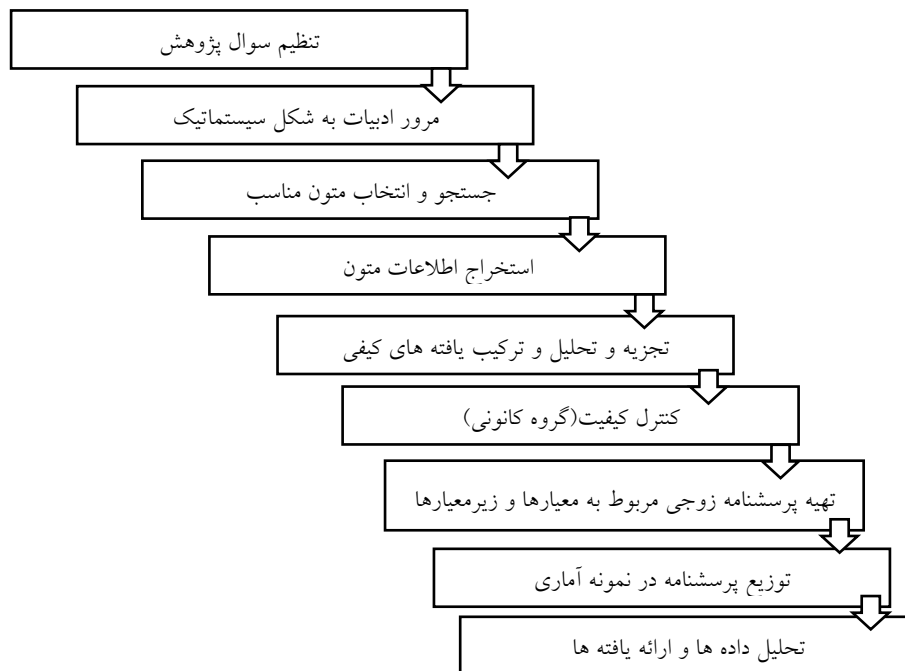 تنظیم سوال پژوهش
مرور ادبیات به شکل سیستماتیک
جستجو و انتخاب متون مناسب
استخراج اطلاعات متون
تجزیه و تحلیل و ترکیب یافته های کیفی
کنترل کیفیت(گروه کانونی)
تهیه پرسشنامه زوجی مربوط به معیارها و زیرمعیارها
توزیع پرسشنامه در نمونه آماری
تحلیل داده ها و ارائه یافته ها